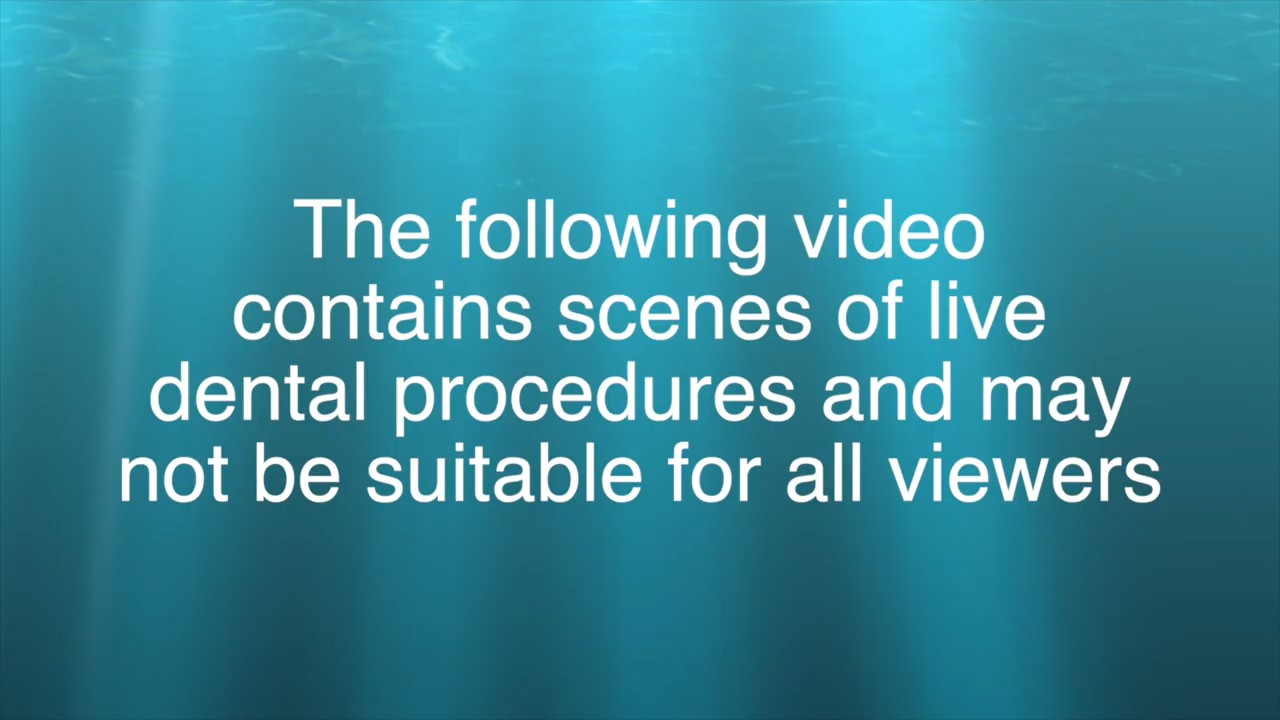 The following video
contains scenes of live
dental procedures and may
not be suitable for all viewers